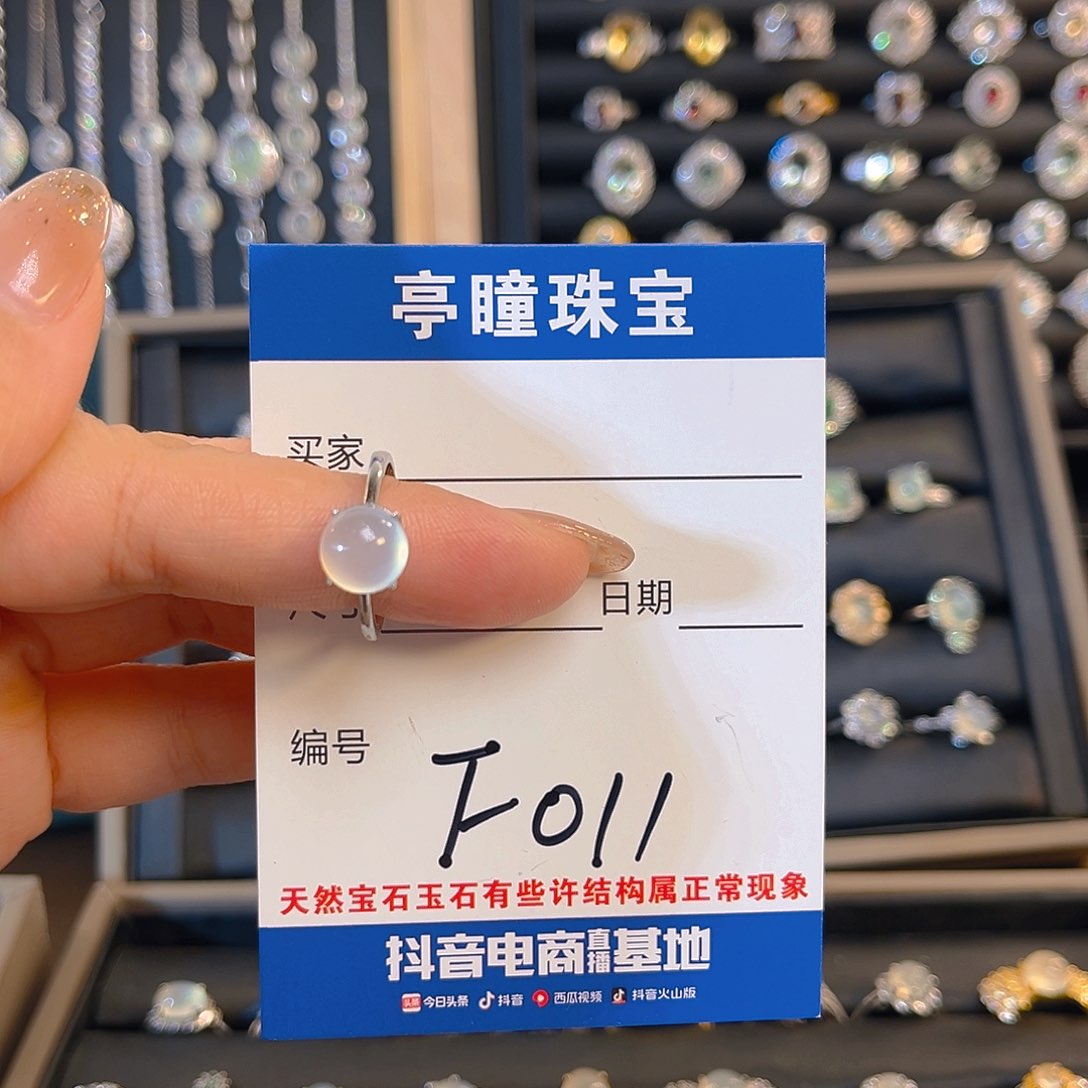 亭瞳珠宝
买家
日期
编号
F011
天然宝石玉石有些许结构属正常现象
抖音电商直播基地
头条 今日头条 抖音 西瓜视频 抖音火山版